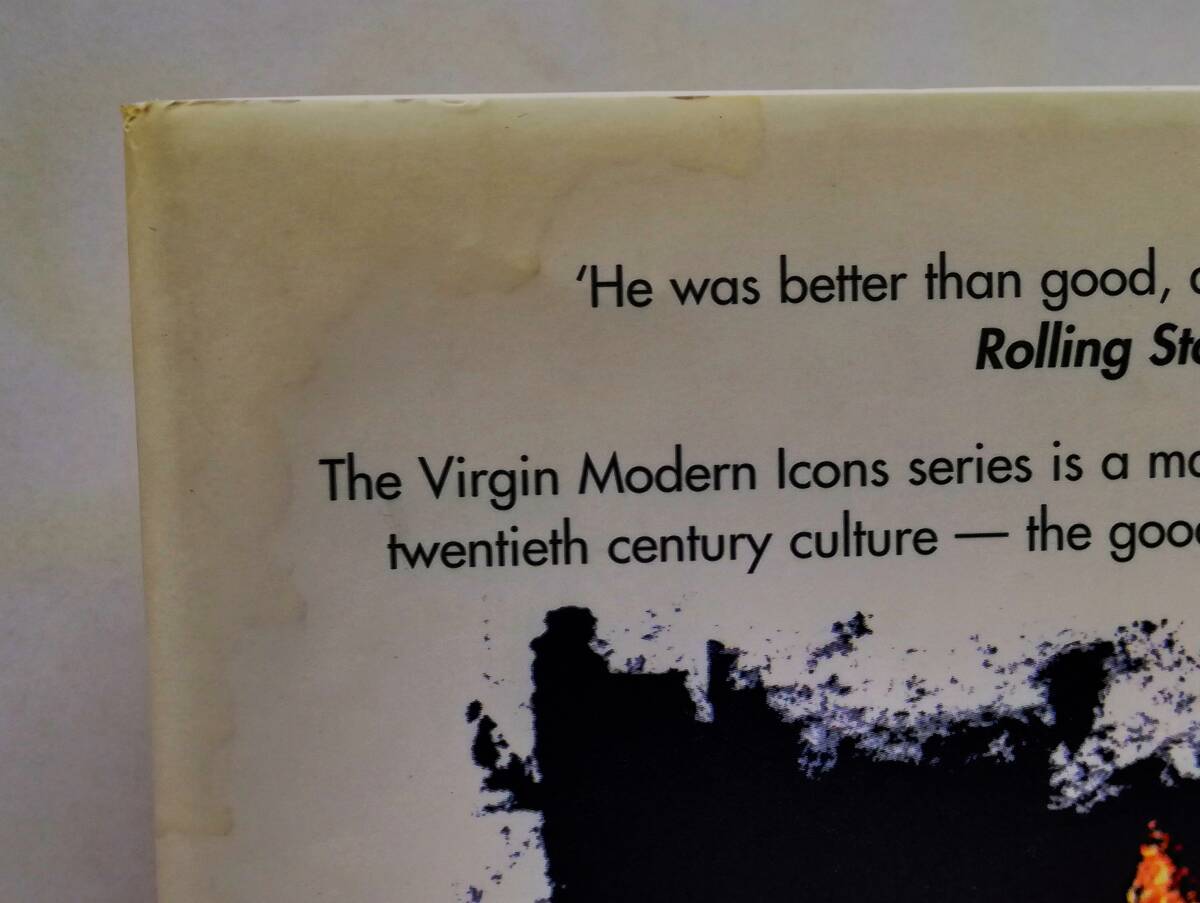 ‘He was better than good,
Rolling
The Virgin Modern Icons series is a
twentieth century culture — the